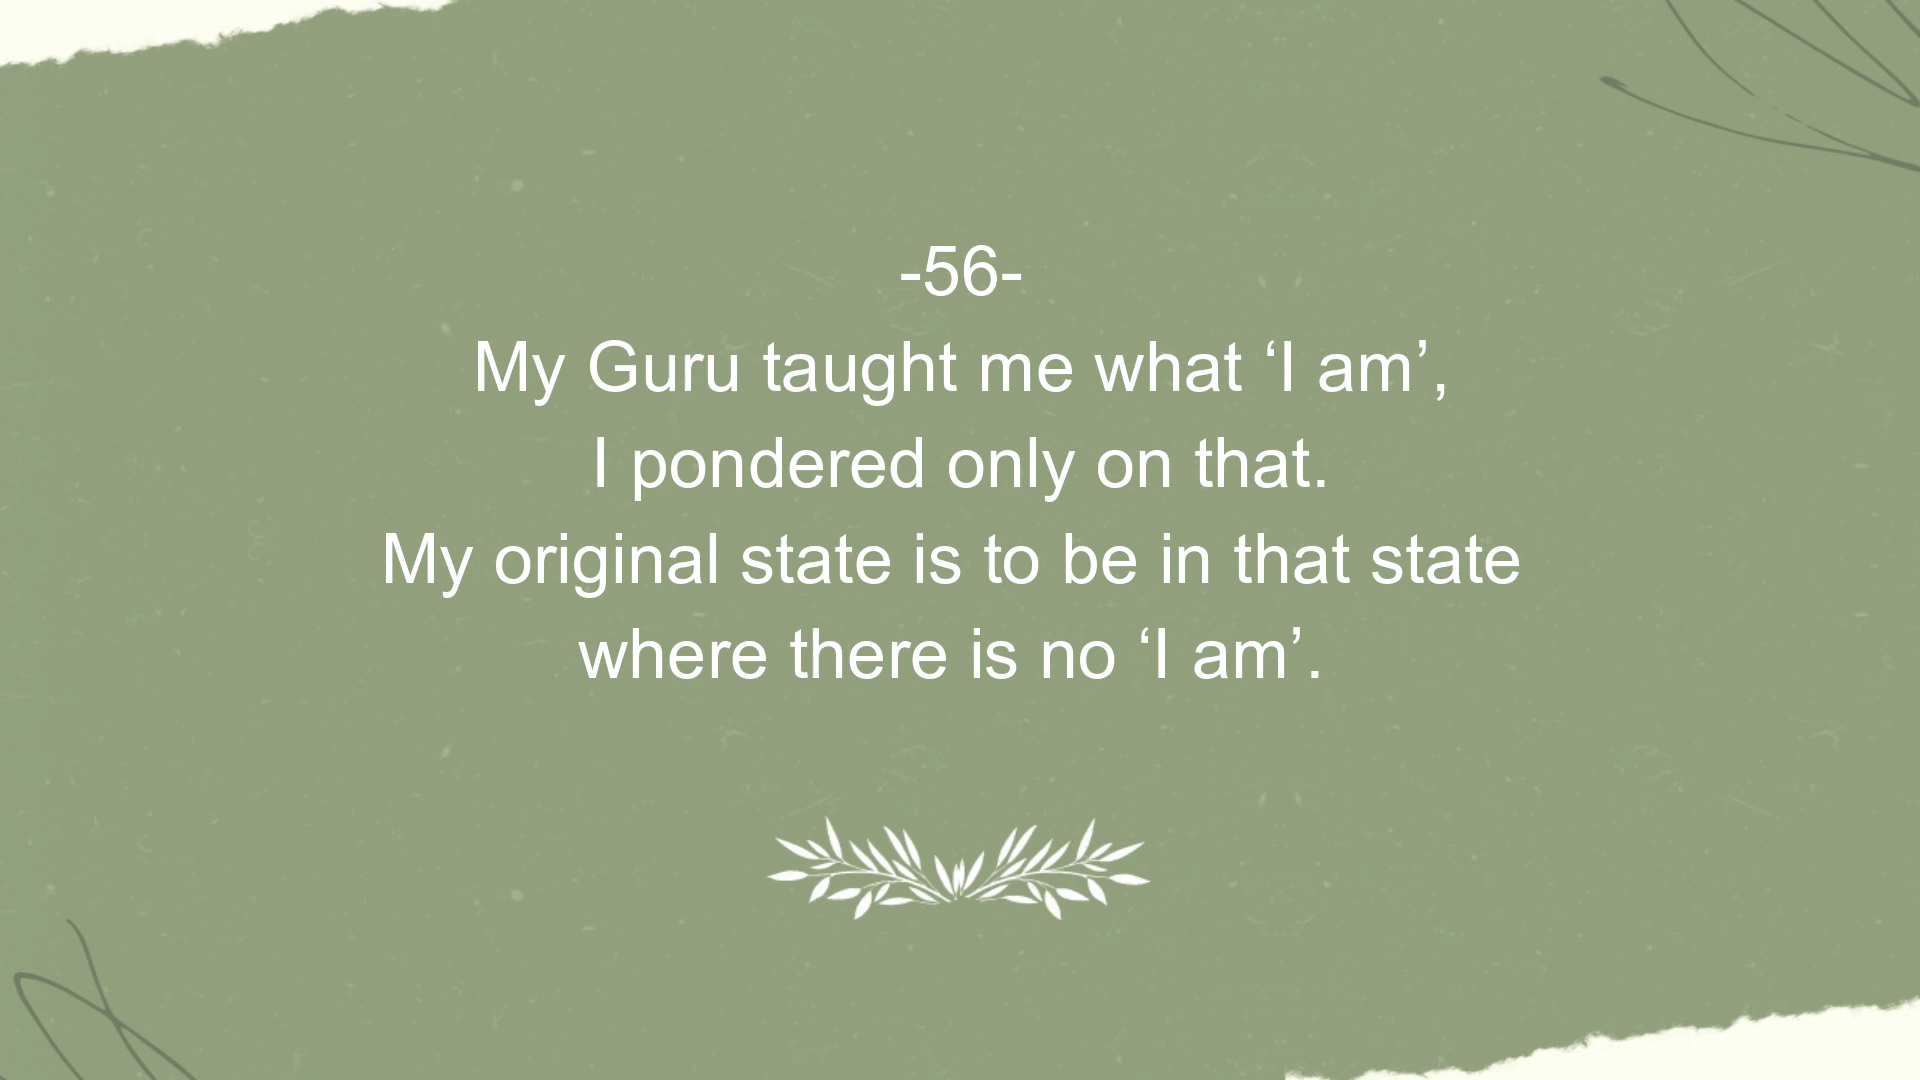 -56-
My Guru taught me what ‘I am’,
I pondered only on that.
My original state is to be in that state
where there is no ‘I am’.